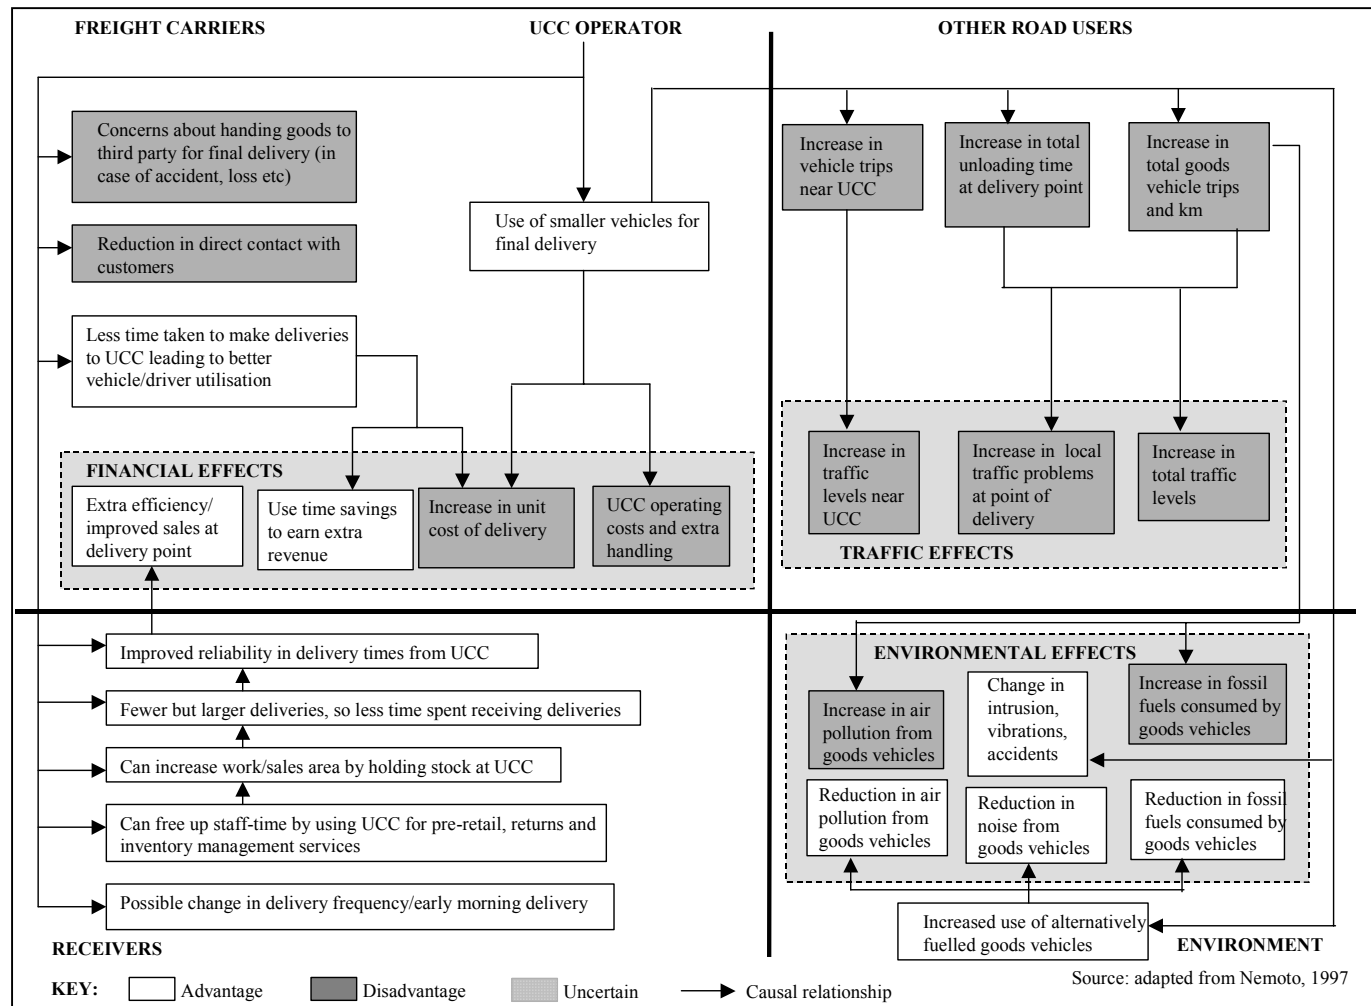 FREIGHT CARRIERS
UCC OPERATOR
OTHER ROAD USERS
Concerns about handing goods to
third party for final delivery (in
case of accident, loss etc)
Reduction in direct contact with
customers
Less time taken to make deliveries
to UCC leading to better
vehicle/driver utilisation
Use of smaller vehicles for
final delivery
Increase in
vehicle trips
near UCC
Increase in total
unloading time
at delivery point
Increase in
total goods
vehicle trips
and km
FINANCIAL EFFECTS
Extra efficiency/
improved sales at
delivery point
Use time savings
to earn extra
revenue
Increase in unit
cost of delivery
UCC operating
costs and extra
handling
Increase in
traffic
levels near
UCC
Increase in local
traffic problems
at point of
delivery
Increase in
total traffic
levels
TRAFFIC EFFECTS
Improved reliability in delivery times from UCC
Fewer but larger deliveries, so less time spent receiving deliveries
Can increase work/sales area by holding stock at UCC
Can free up staff-time by using UCC for pre-retail, returns and
inventory management services
Possible change in delivery frequency/early morning delivery
RECEIVERS
ENVIRONMENTAL EFFECTS
Increase in air
pollution from
goods vehicles
Change in
intrusion,
vibrations,
accidents
Increase in fossil
fuels consumed by
goods vehicles
Reduction in air
pollution from
goods vehicles
Reduction in
noise from
goods vehicles
Reduction in fossil
fuels consumed by
goods vehicles
Increased use of alternatively
fuelled goods vehicles
ENVIRONMENT
KEY:
Advantage
Disadvantage
Uncertain
Causal relationship
Source: adapted from Nemoto, 1997